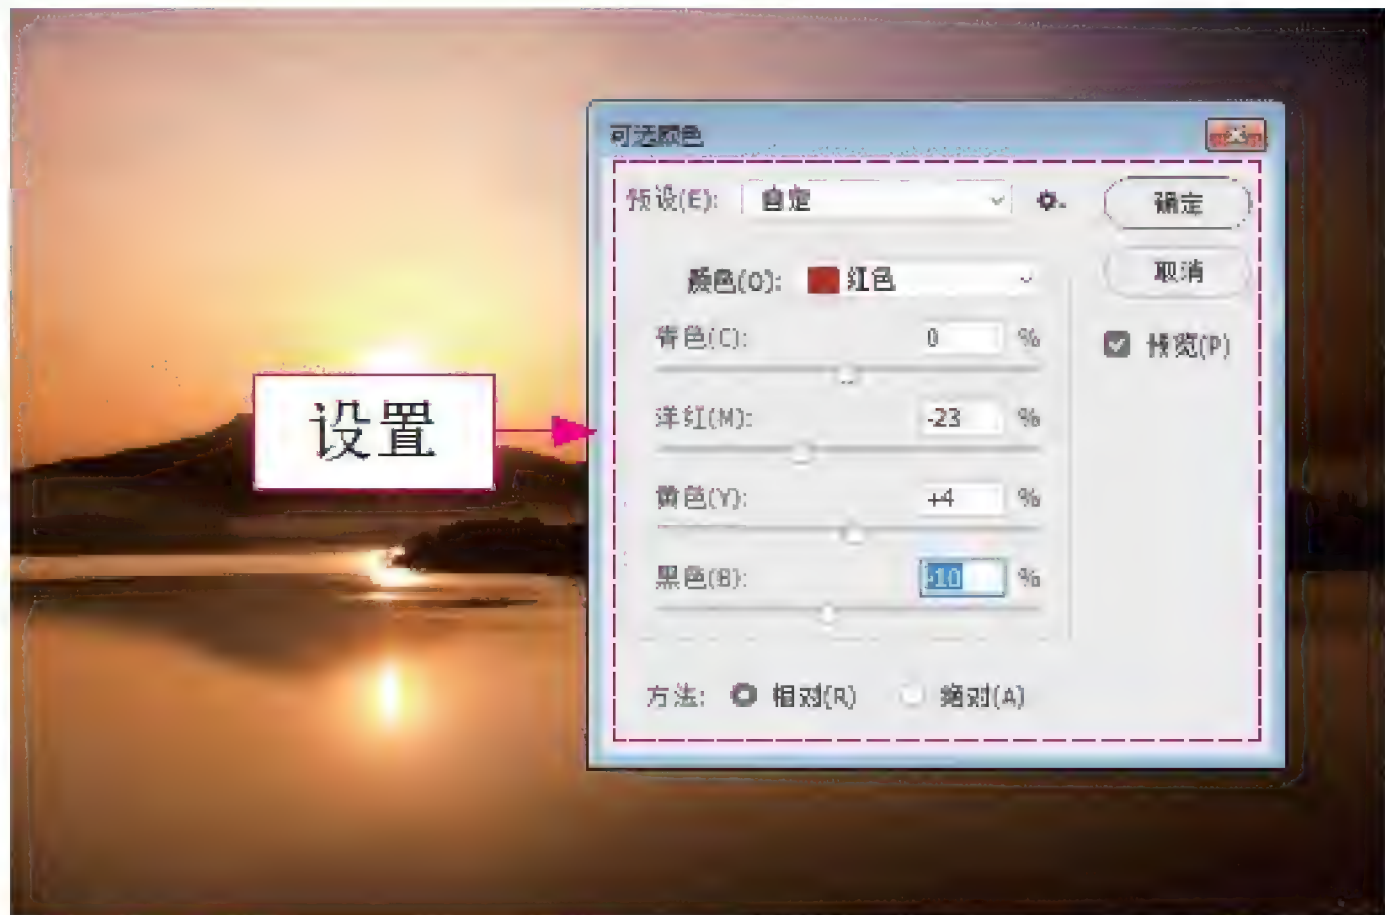 可选颜色
预设(E): 自定
确定
颜色(O): 红色
取消
青色(C): 0 %
预览(P)
洋红(M): -23 %
设置
黄色(Y): +4 %
黑色(B): -10 %
方法: 相对(R) 绝对(A)